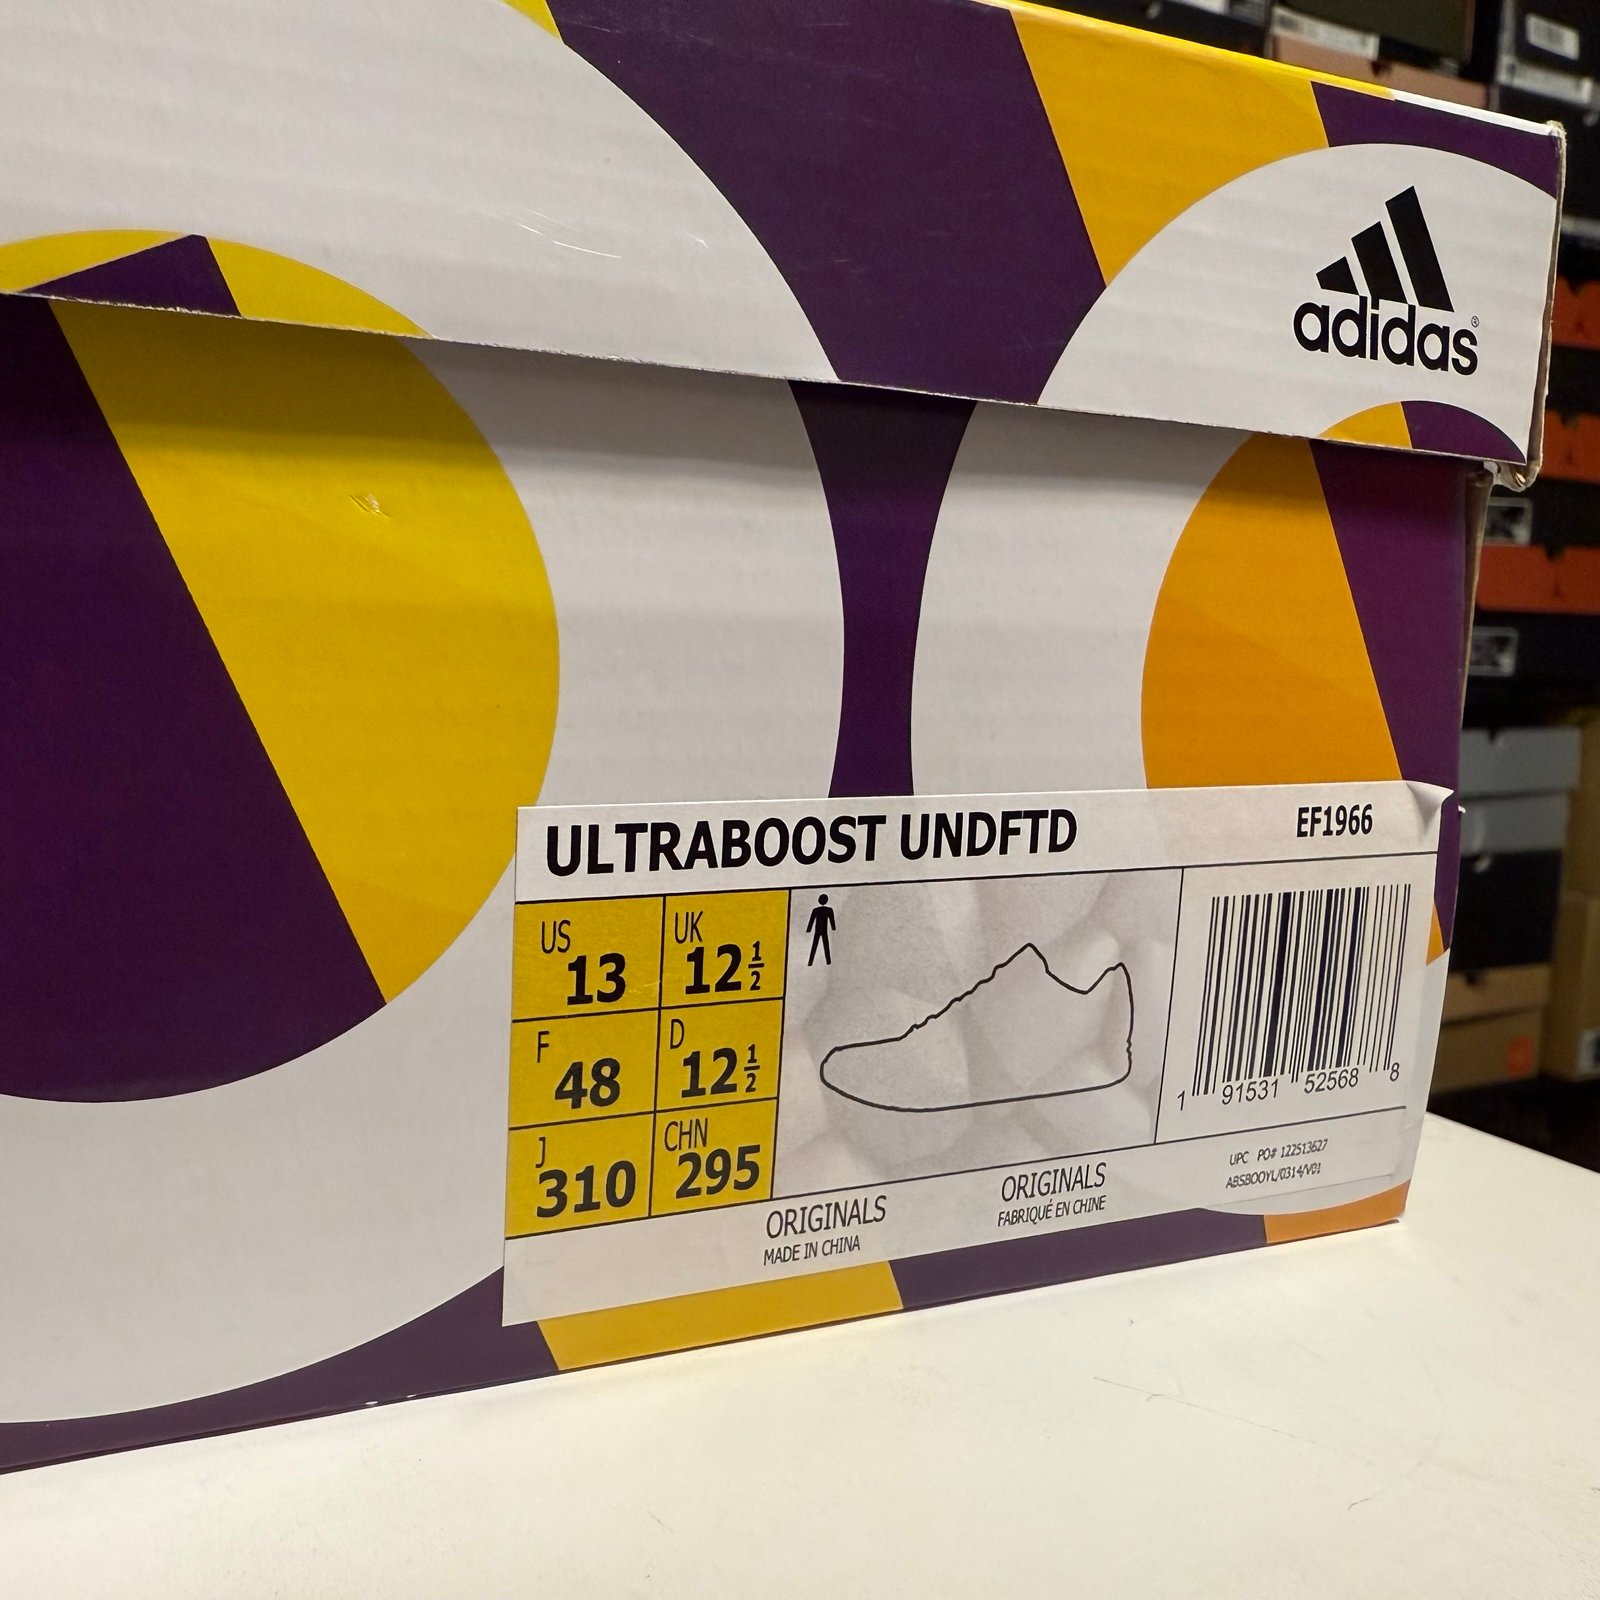 adidas®
ULTRABOOST UNDFTD
EF1966
US 13
UK 12 1/2
F 48
D 12 1/2
J 310
CHN 295
1 91531 52568 8
ORIGINALS
MADE IN CHINA
ORIGINALS
FABRIQUÉ EN CHINE
UPC PO# 122513627
ABSBOOYL/0314/V01